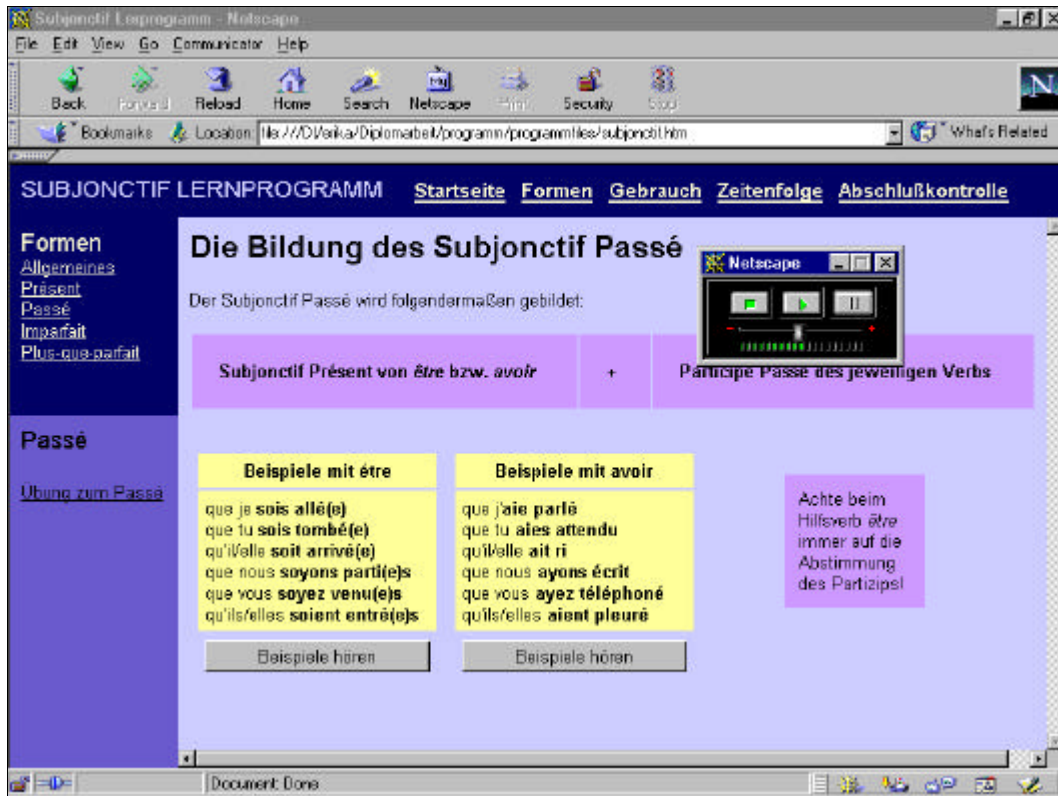 Subjonctif Lerprogramm - Netscape
File Edit View Go Communicator Help
Back Forward Reload Home Search Netscape Print Security Stop
Bookmarks Location: file:///D|/erika/Diplomarbeit/programm/programmfiles/subjonctif.htm What's Related
SUBJONCTIF LERNPROGRAMM Startseite Formen Gebrauch Zeitenfolge Abschlußkontrolle
Formen
Allgemeines
Présent
Passé
Imparfait
Plus-que-parfait
Passé
Übung zum Passé
Die Bildung des Subjonctif Passé
Der Subjonctif Passé wird folgendermaßen gebildet:
Netscape
Subjonctif Présent von être bzw. avoir + Participe Passé des jeweiligen Verbs
Beispiele mit être
que je sois allé(e)
que tu sois tombé(e)
qu'il/elle soit arrivé(e)
que nous soyons parti(e)s
que vous soyez venu(e)s
qu'ils/elles soient entré(e)s
Beispiele hören
Beispiele mit avoir
que j'aie parlé
que tu aies attendu
qu'il/elle ait ri
que nous ayons écrit
que vous ayez téléphoné
qu'ils/elles aient pleuré
Beispiele hören
Achte beim
Hilfsverb être
immer auf die
Abstimmung
des Partizips!
Document: Done